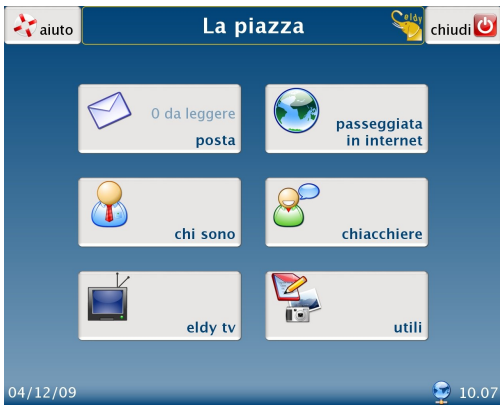 aiuto
La piazza
eldy
chiudi
0 da leggere
posta
passeggiata
in internet
chi sono
chiacchiere
eldy tv
utili
04/12/09
10.07